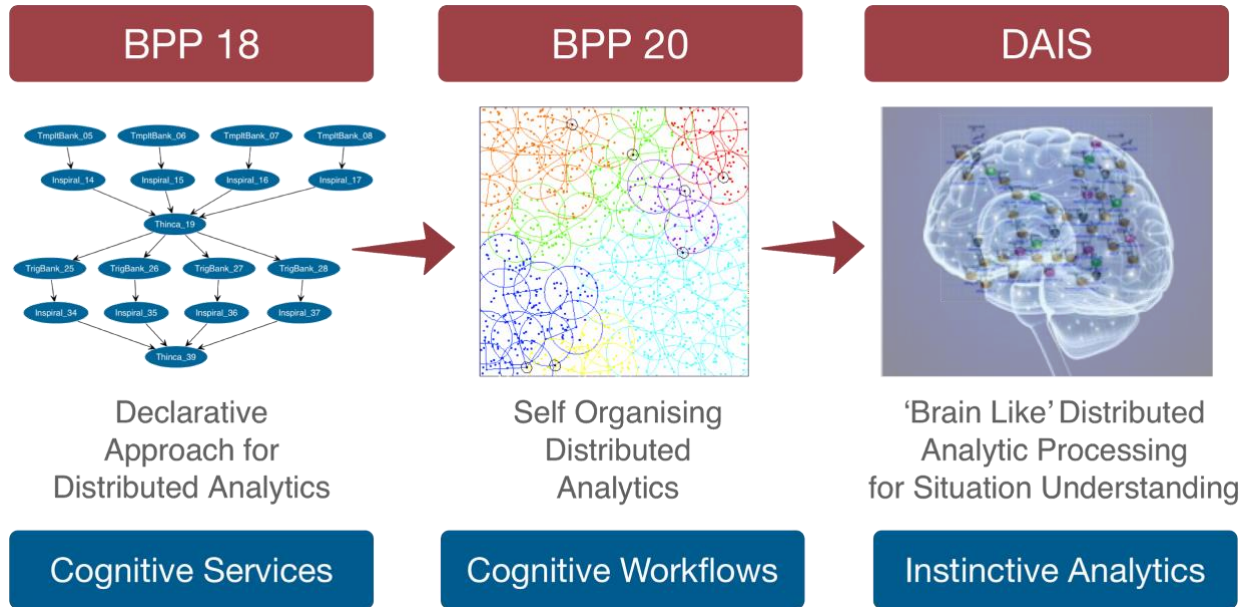 BPP 18
BPP 20
DAIS
TmpltBank_05
TmpltBank_06
TmpltBank_07
TmpltBank_08
Inspiral_14
Inspiral_15
Inspiral_16
Inspiral_17
Thinca_19
TrigBank_25
TrigBank_26
TrigBank_27
TrigBank_28
Inspiral_34
Inspiral_35
Inspiral_36
Inspiral_37
Thinca_39
Declarative
Approach for
Distributed Analytics
Self Organising
Distributed
Analytics
‘Brain Like’ Distributed
Analytic Processing
for Situation Understanding
Cognitive Services
Cognitive Workflows
Instinctive Analytics